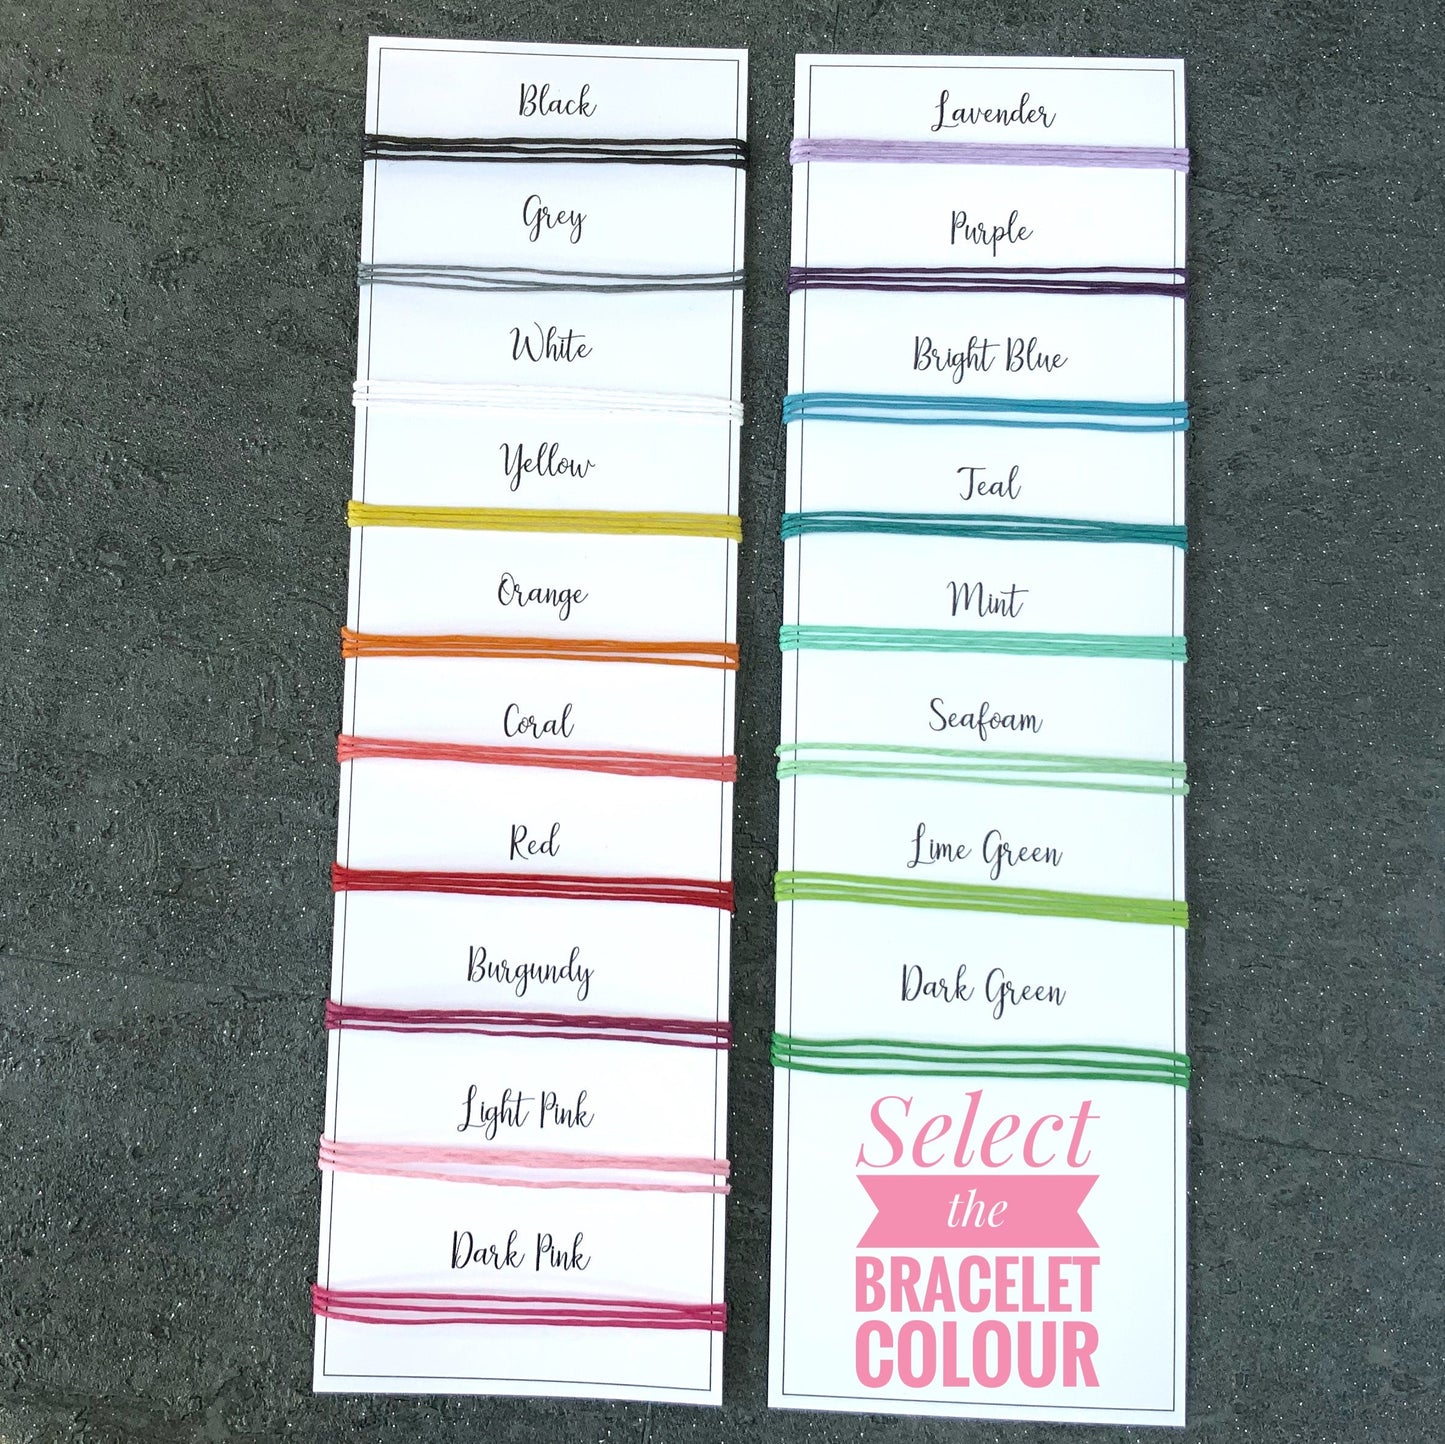 Black
Grey
White
Yellow
Orange
Coral
Red
Burgundy
Light Pink
Dark Pink
Lavender
Purple
Bright Blue
Teal
Mint
Seafoam
Lime Green
Dark Green
Select
the
BRACELET
COLOUR